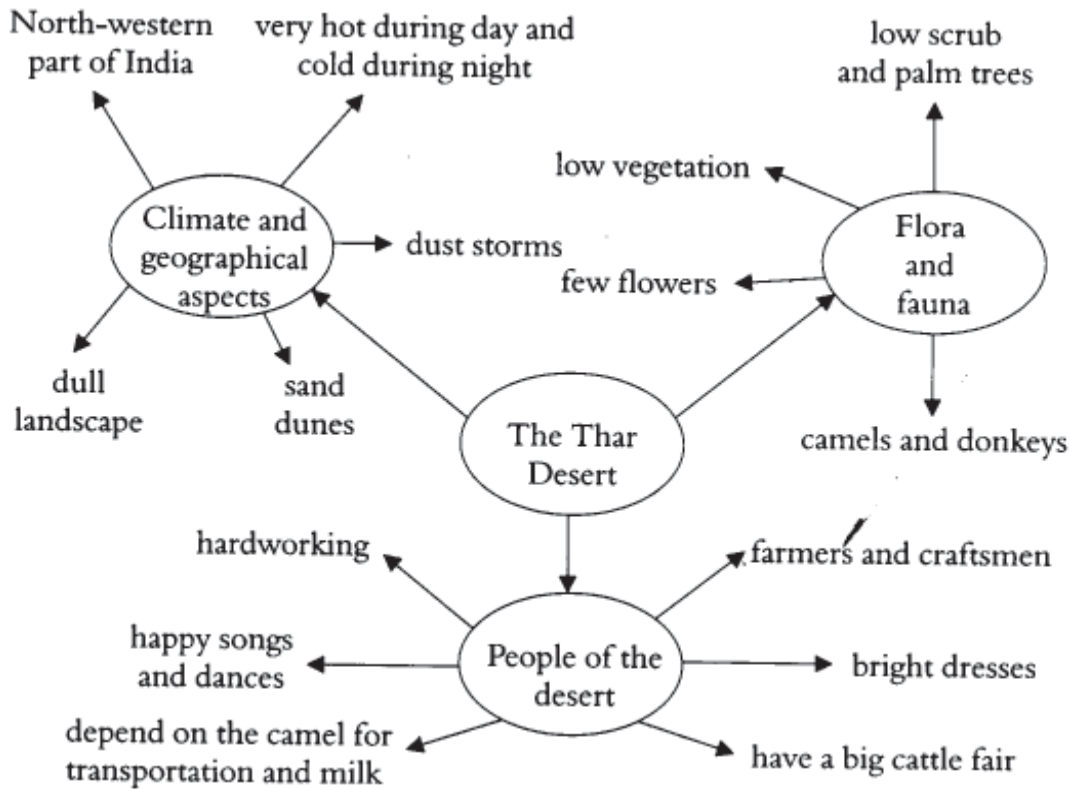 North-western
part of India
very hot during day and
cold during night
low scrub
and palm trees
low vegetation
Climate and
geographical
aspects
dust storms
few flowers
Flora
and
fauna
dull
landscape
sand
dunes
The Thar
Desert
camels and donkeys
hardworking
farmers and craftsmen
happy songs
and dances
People of the
desert
bright dresses
depend on the camel for
transportation and milk
have a big cattle fair